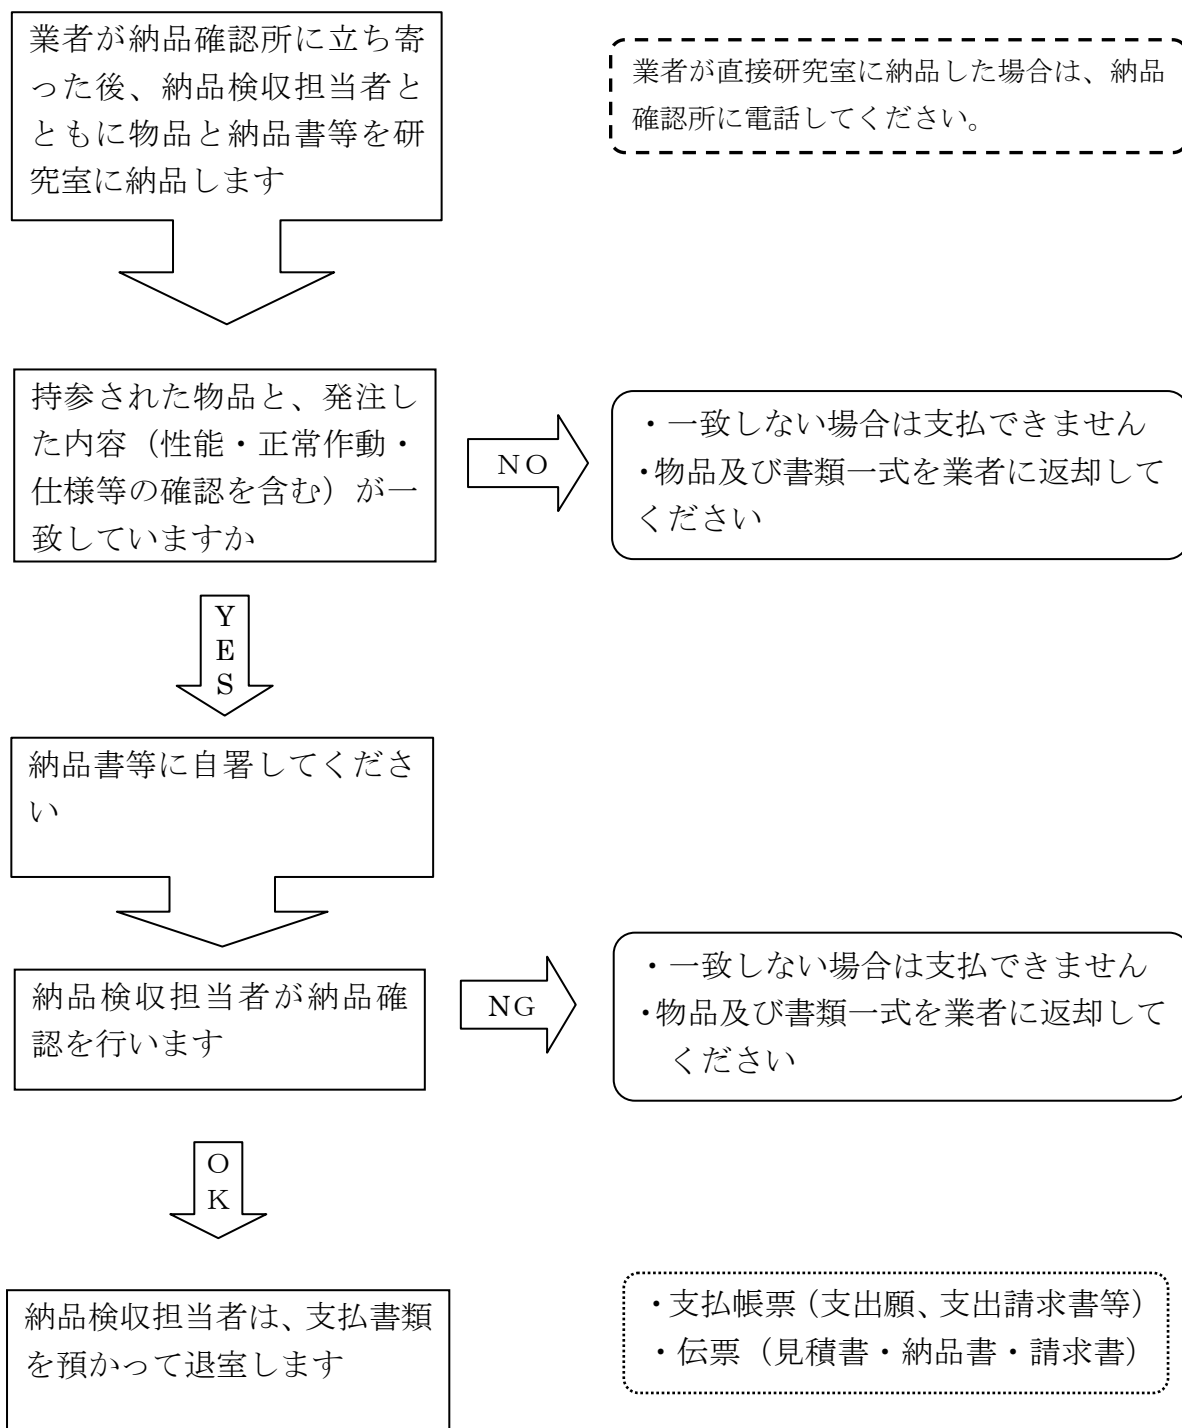 業者が納品確認所に立ち寄
った後、納品検収担当者と
ともに物品と納品書等を研
究室に納品します
業者が直接研究室に納品した場合は、納品
確認所に電話してください。
持参された物品と、発注し
た内容（性能・正常作動・
仕様等の確認を含む）が一
致していますか
NO
・一致しない場合は支払できません
・物品及び書類一式を業者に返却して
ください
Y
E
S
納品書等に自署してくださ
い
納品検収担当者が納品確
認を行います
NG
・一致しない場合は支払できません
・物品及び書類一式を業者に返却して
ください
O
K
納品検収担当者は、支払書類
を預かって退室します
・支払帳票（支出願、支出請求書等）
・伝票（見積書・納品書・請求書）